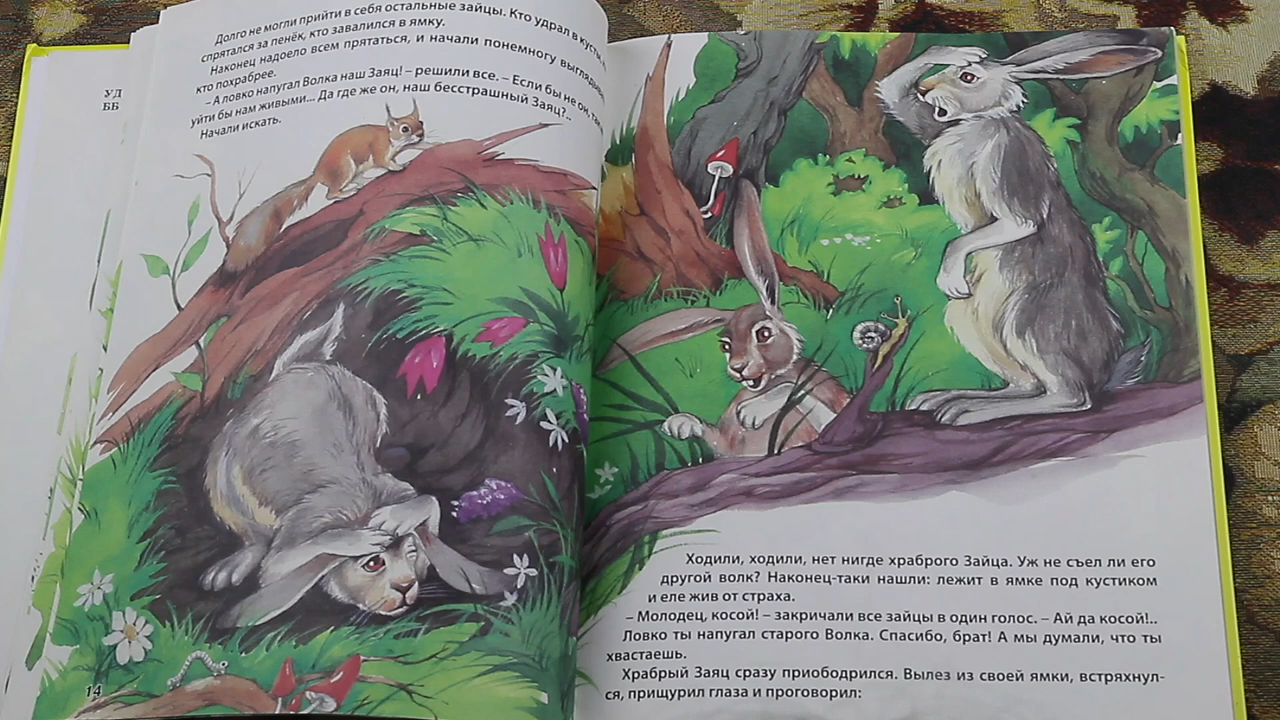 Долго не могли прийти в себя остальные зайцы. Кто удрал в кусты,
спрятался за пенёк, кто завалился в ямку.
Наконец надоело всем прятаться, и начали понемногу
кто похрабрее.
– А ловко напугал Волка наш Заяц! – решили все. – Если бы не он,
уйти бы нам живыми... Да где же он, наш бесстрашный Заяц?..
Начали искать.
УД
ББ
14
Ходили, ходили, нет нигде храброго Зайца. Уж не съел ли его
другой волк? Наконец-таки нашли: лежит в ямке под кустиком
и еле жив от страха.
– Молодец, косой! – закричали все зайцы в один голос. – Ай да косой!..
Ловко ты напугал старого Волка. Спасибо, брат! А мы думали, что ты
хвастаешь.
Храбрый Заяц сразу приободрился. Вылез из своей ямки, встряхнул-
ся, прищурил глаза и проговорил: